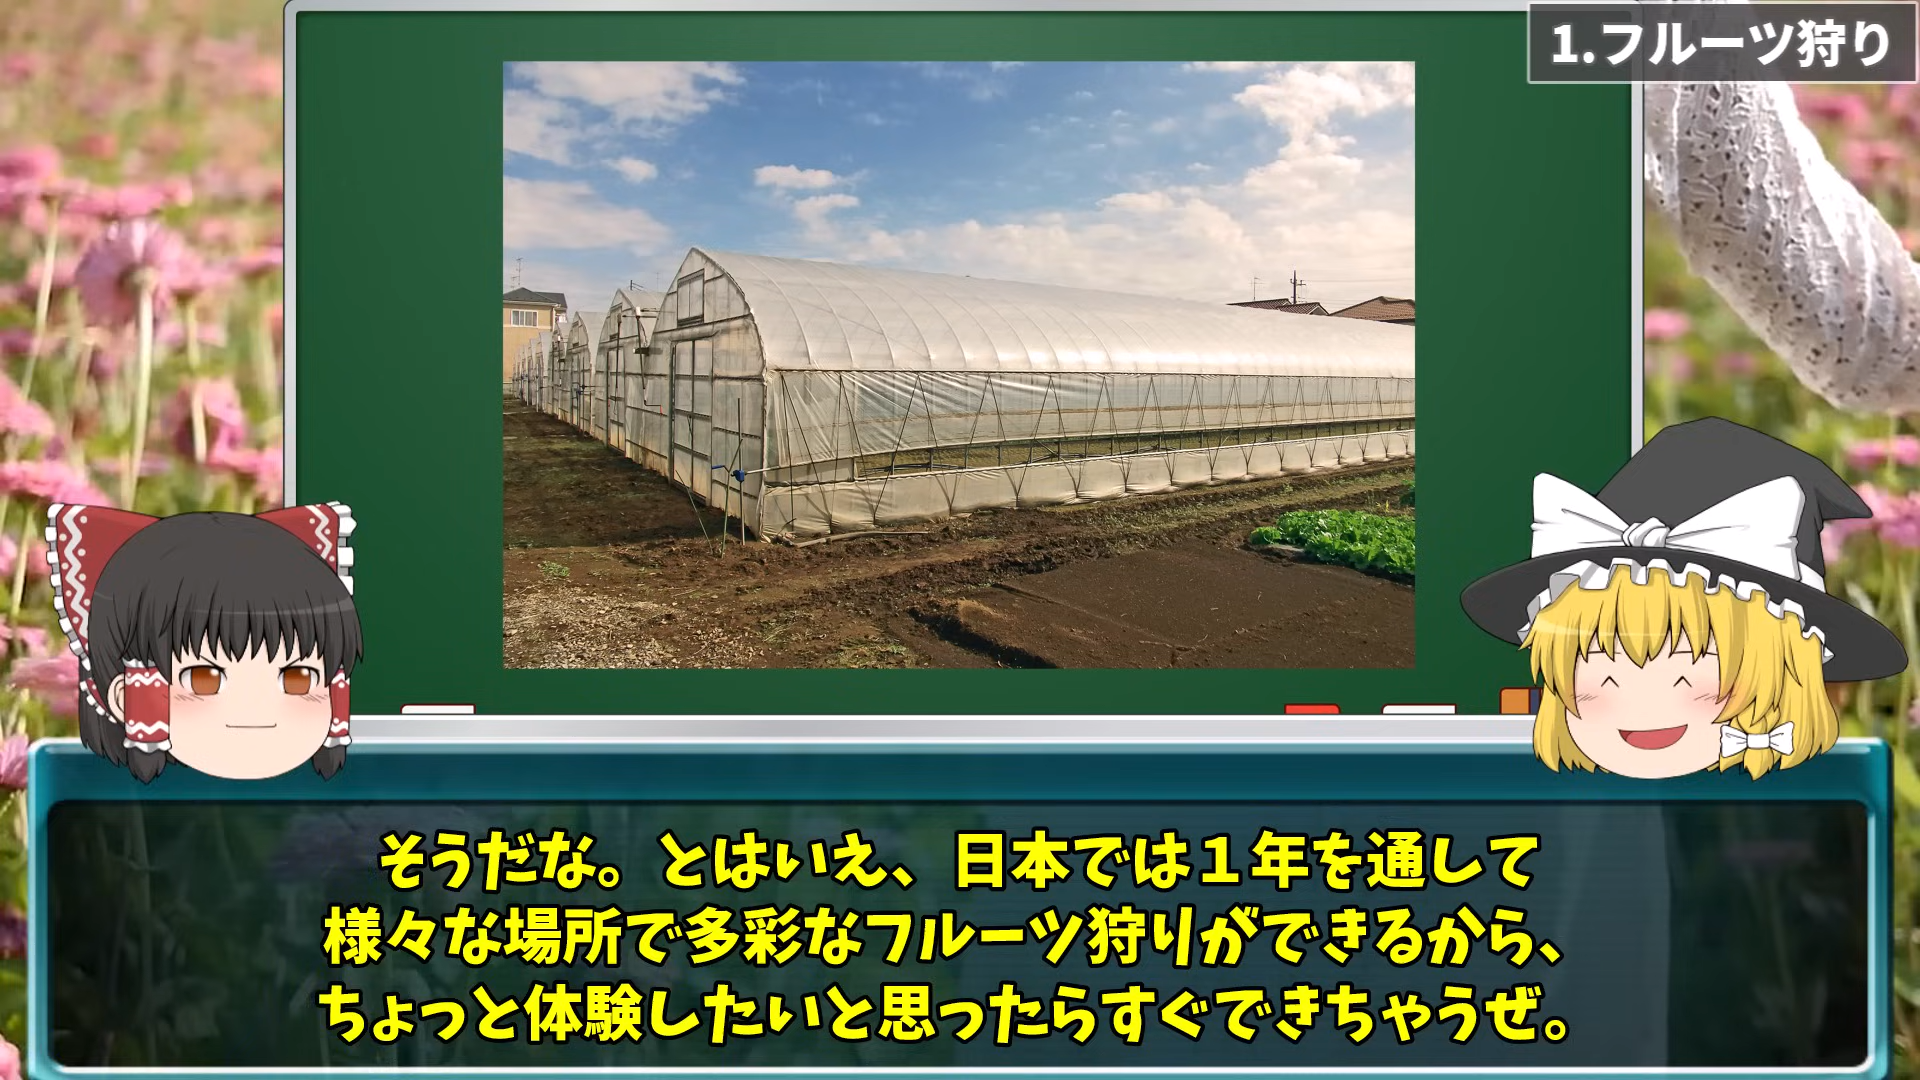 1.フルーツ狩り
そうだな。とはいえ、日本では１年を通して
様々な場所で多彩なフルーツ狩りができるから、
ちょっと体験したいと思ったらすぐできちゃうぜ。